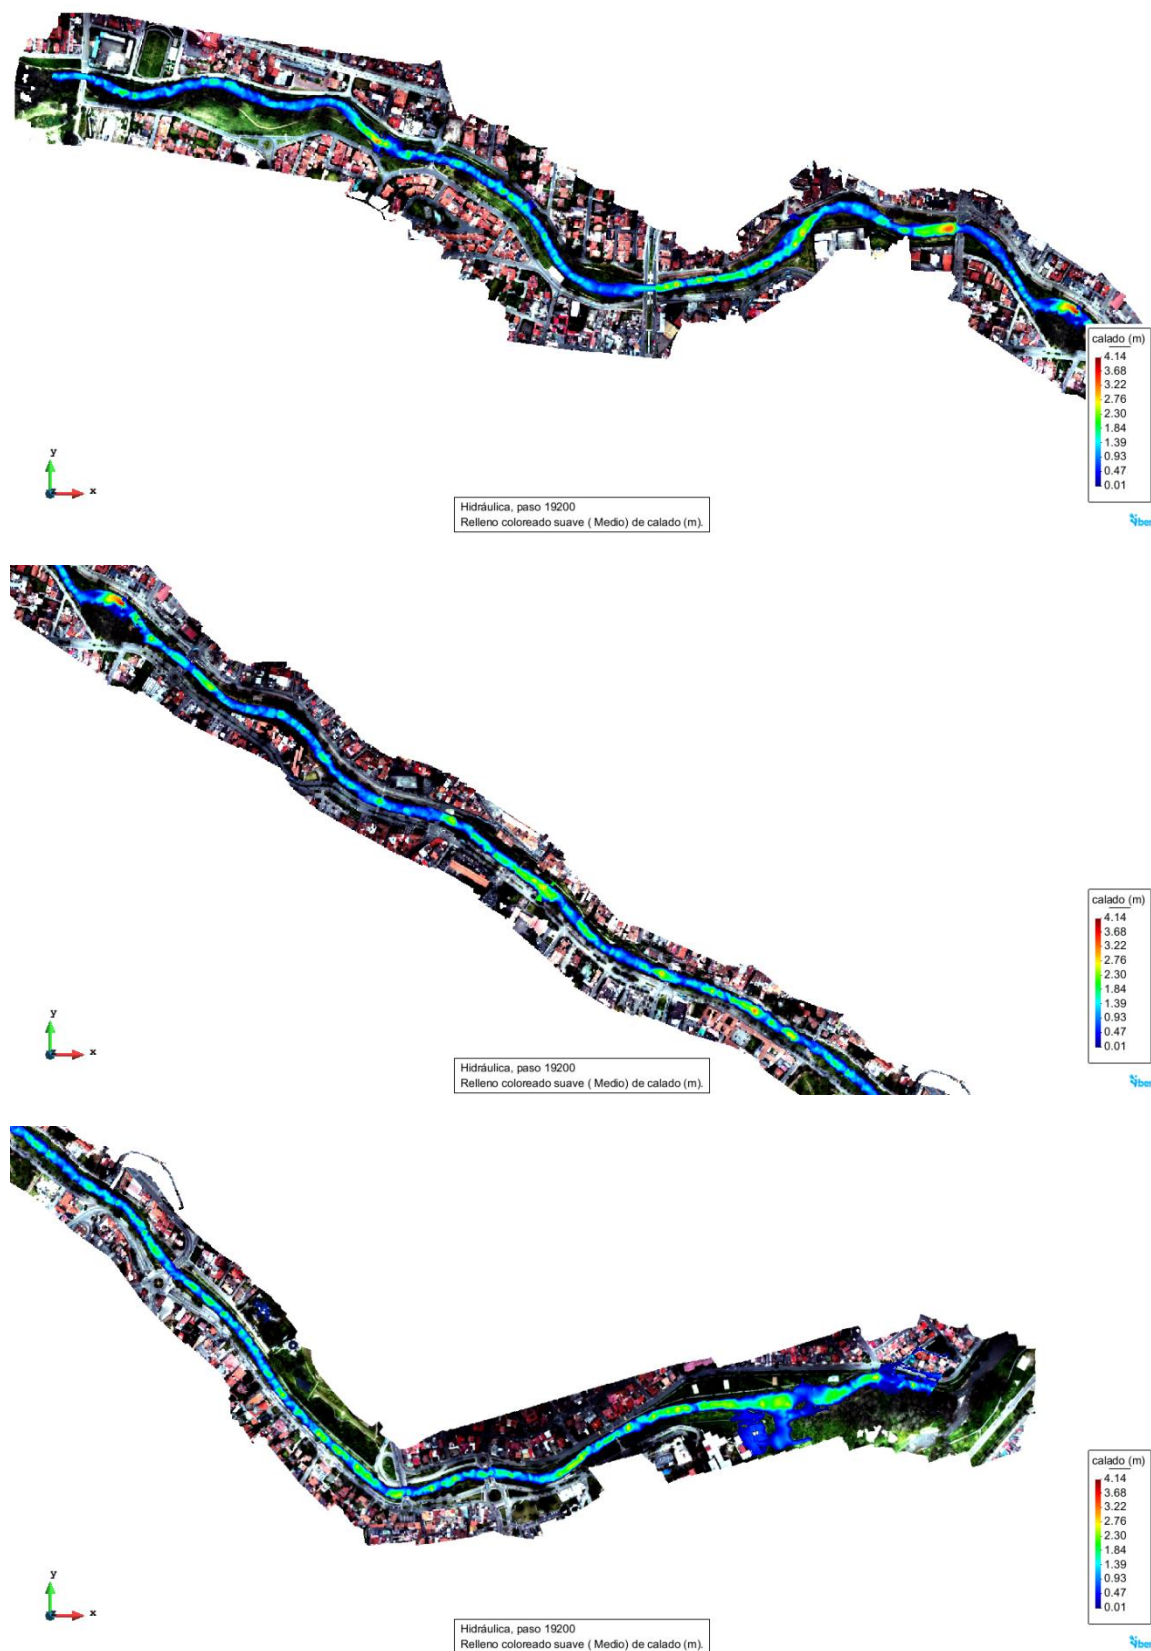 calado (m)
4.14
3.68
3.22
2.76
2.30
1.84
1.39
0.93
0.47
0.01
y
z
x
Hidráulica, paso 19200
Relleno coloreado suave ( Medio) de calado (m).
iber
calado (m)
4.14
3.68
3.22
2.76
2.30
1.84
1.39
0.93
0.47
0.01
y
z
x
Hidráulica, paso 19200
Relleno coloreado suave ( Medio) de calado (m).
iber
calado (m)
4.14
3.68
3.22
2.76
2.30
1.84
1.39
0.93
0.47
0.01
y
z
x
Hidráulica, paso 19200
Relleno coloreado suave ( Medio) de calado (m).
iber